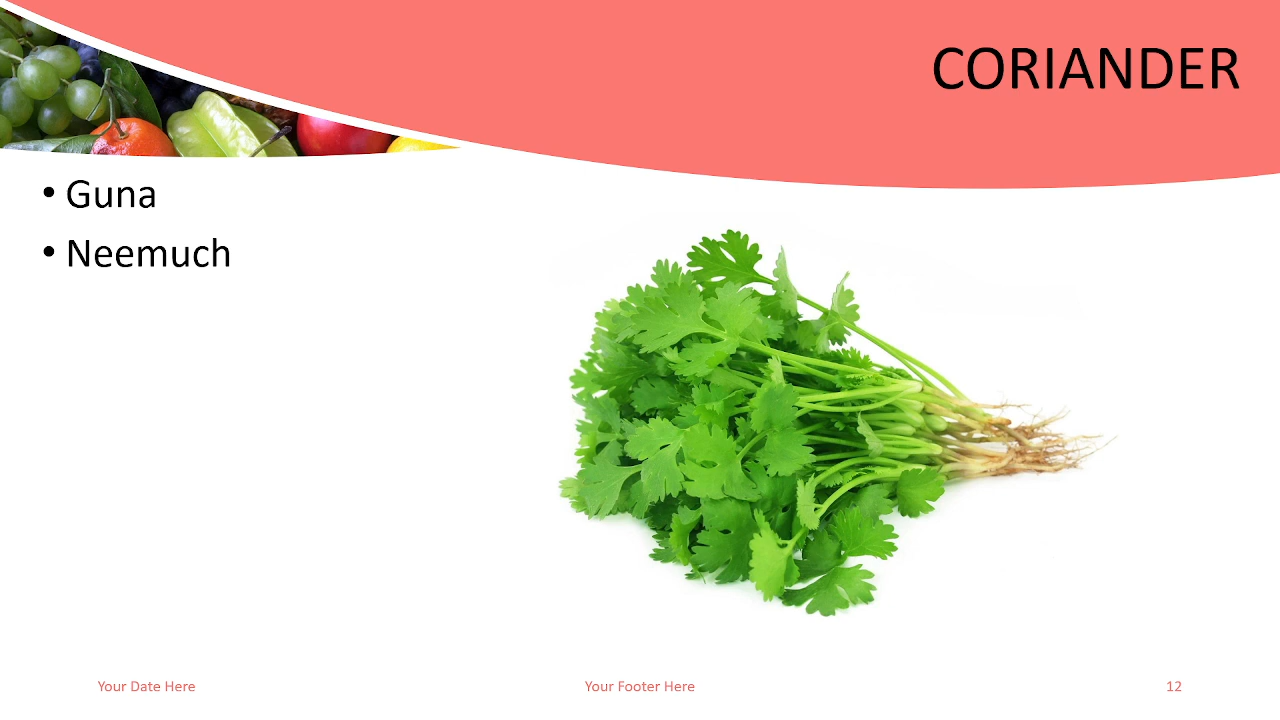 CORIANDER
• Guna
• Neemuch
Your Date Here
Your Footer Here
12